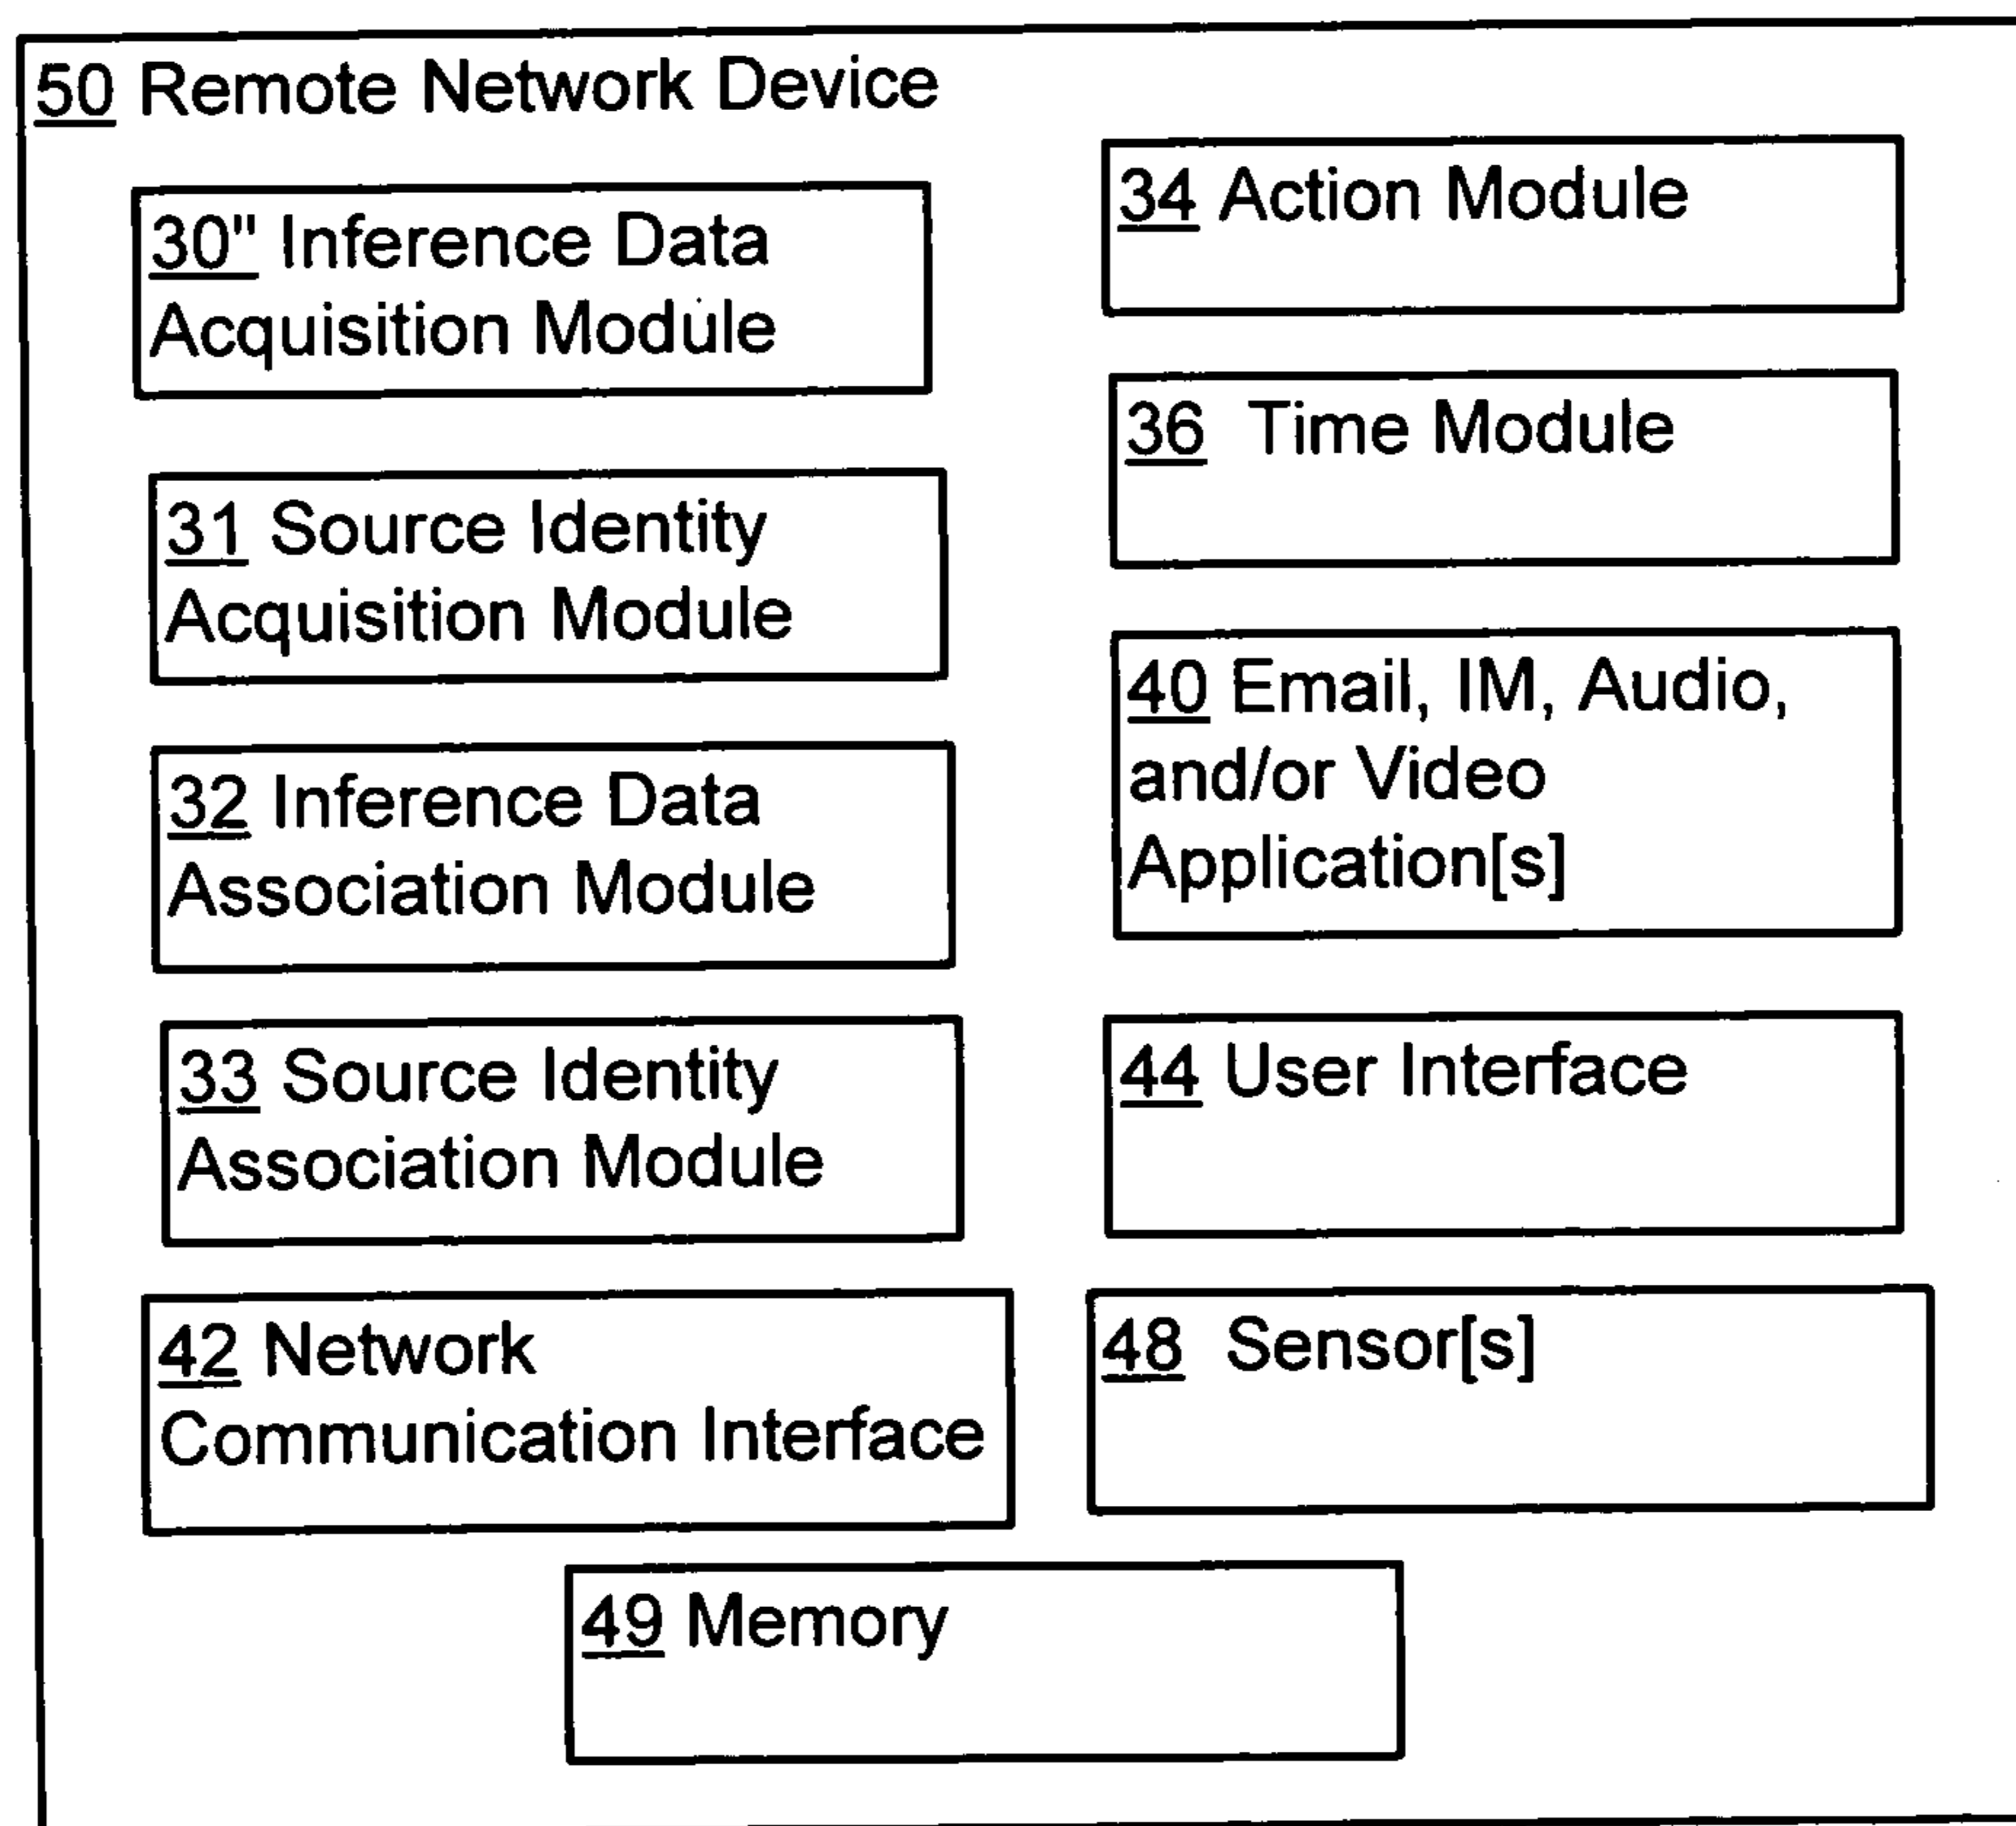 50 Remote Network Device
30" Inference Data
Acquisition Module
31 Source Identity
Acquisition Module
32 Inference Data
Association Module
33 Source Identity
Association Module
42 Network
Communication Interface
34 Action Module
36 Time Module
40 Email, IM, Audio,
and/or Video
Application[s]
44 User Interface
48 Sensor[s]
49 Memory